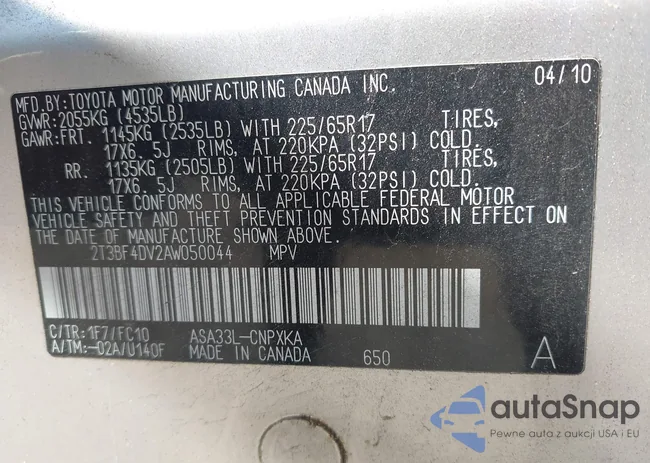 MFD. BY: TOYOTA MOTOR MANUFACTURING CANADA INC. 04/10
GVWR: 2055KG (4535LB)
GAWR: FRT. 1145KG (2535LB) WITH 225/65R17 TIRES,
17X6. 5J RIMS, AT 220KPA (32PSI) COLD.
RR. 1135KG (2505LB) WITH 225/65R17 TIRES,
17X6. 5J RIMS, AT 220KPA (32PSI) COLD.
THIS VEHICLE CONFORMS TO ALL APPLICABLE FEDERAL MOTOR
VEHICLE SAFETY AND THEFT PREVENTION STANDARDS IN EFFECT ON
THE DATE OF MANUFACTURE SHOWN ABOVE.
2T3BF4DV2AW050044 MPV
C/TR: 1F7/FC10 ASA33L-CNPXKA
A/TM: -02A/U140F MADE IN CANADA 650 A
autaSnap
Pewne auta z aukcji USA i EU